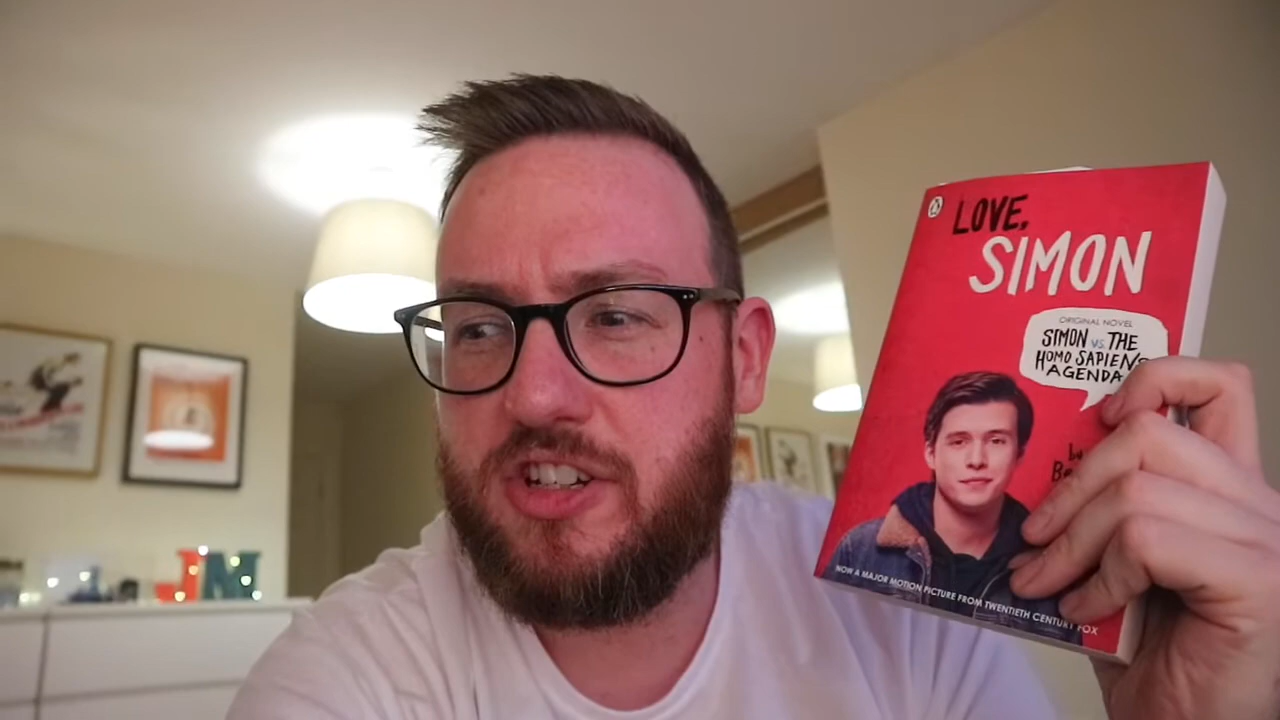 LOVE,
SIMON
ORIGINAL NOVEL
SIMON VS. THE
HOMO SAPIENS
AGENDA
NOW A MAJOR MOTION PICTURE FROM TWENTIETH CENTURY FOX
J M